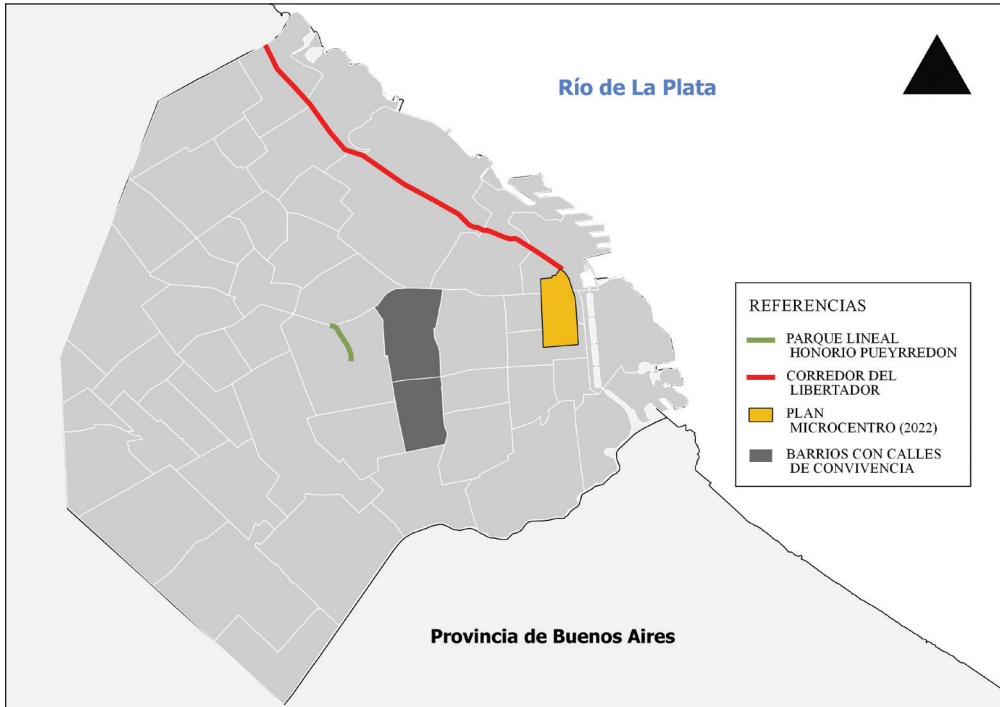 Río de La Plata
REFERENCIAS
PARQUE LINEAL
HONORIO PUEYRREDON
CORREDOR DEL
LIBERTADOR
PLAN
MICROCENTRO (2022)
BARRIOS CON CALLES
DE CONVIVENCIA
Provincia de Buenos Aires